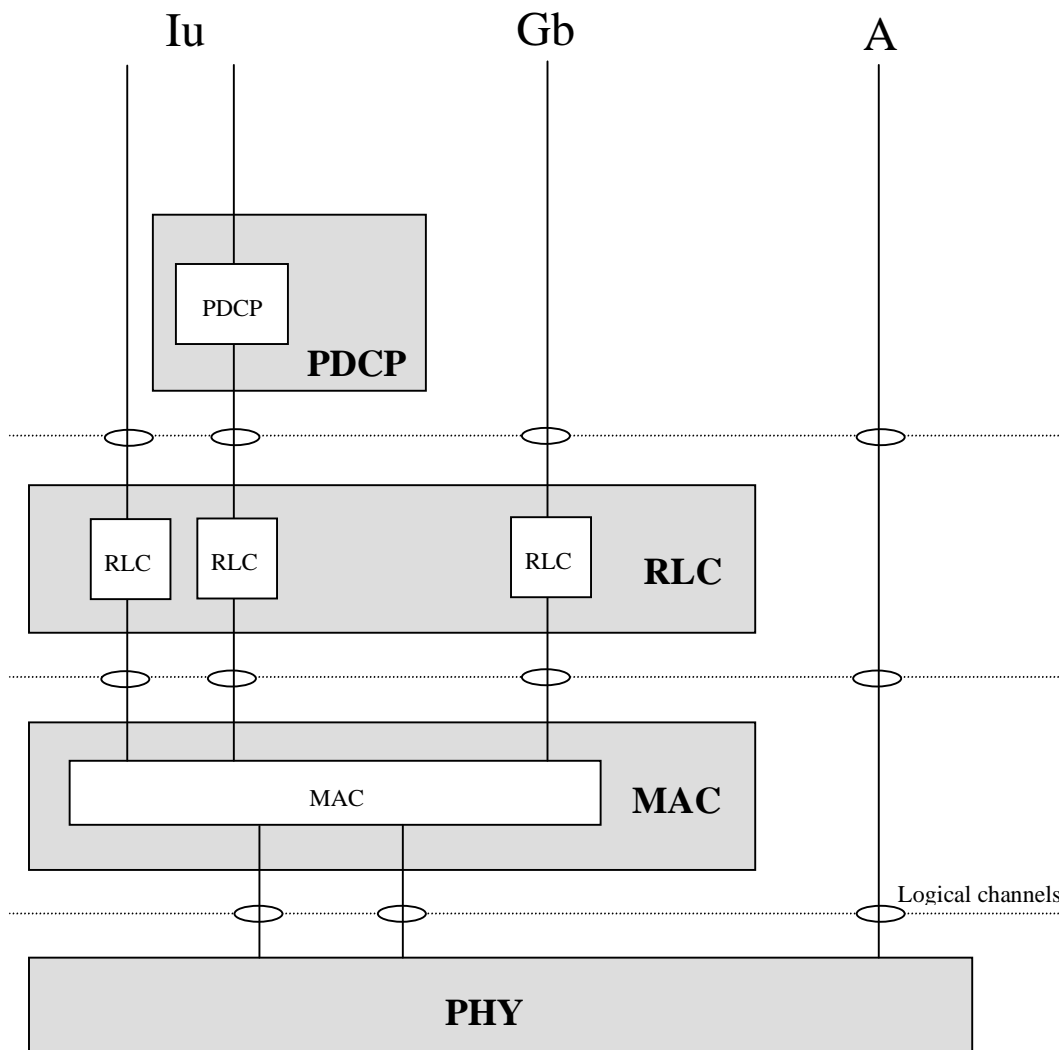 Iu
Gb
A
PDCP
PDCP
RLC
RLC
RLC
RLC
MAC
MAC
Logical channels
PHY